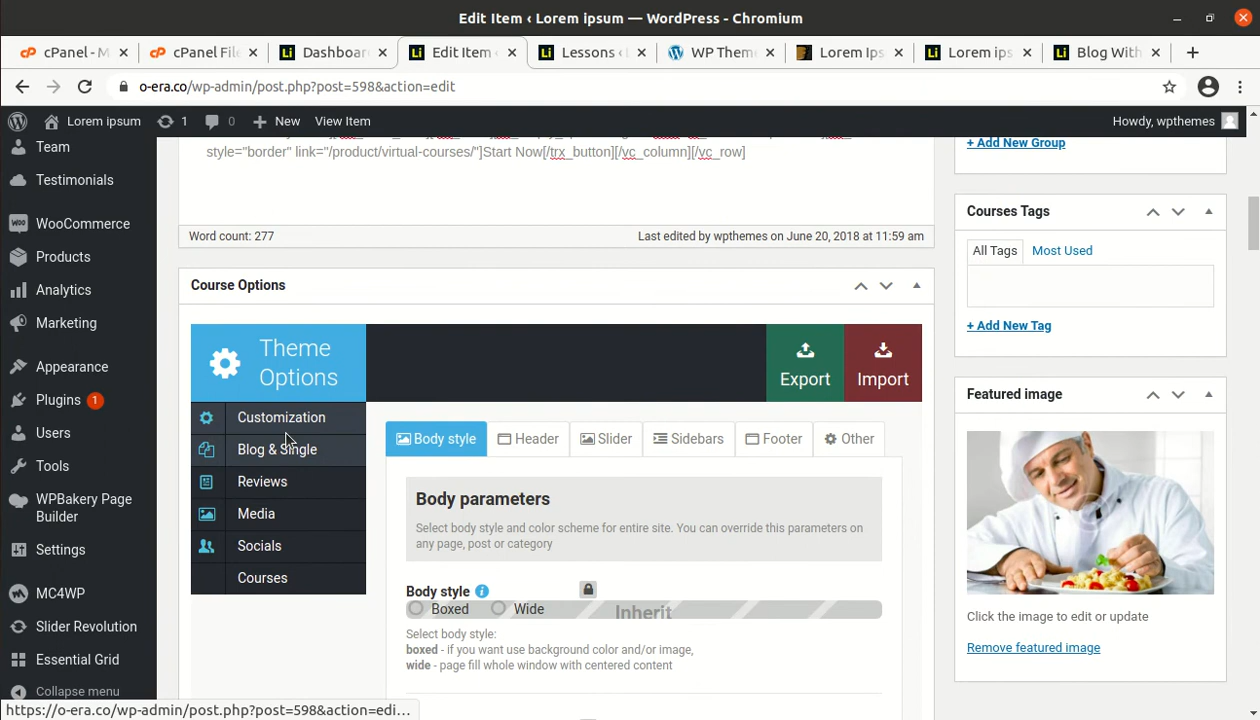 Edit Item ‹ Lorem ipsum — WordPress - Chromium
cPanel - M
cPanel File
Dashboar
Edit Item ‹
Lessons ‹ L
WP Theme
Lorem Ips
Lorem ips
Blog With
o-era.co/wp-admin/post.php?post=598&action=edit
Lorem ipsum
1
0
New
View Item
Howdy, wpthemes
Team
Testimonials
WooCommerce
Products
Analytics
Marketing
Appearance
Plugins 1
Users
Tools
WPBakery Page
Builder
Settings
MC4WP
Slider Revolution
Essential Grid
Collapse menu
style="border" link="/product/virtual-courses/"]Start Now[/trx_button][/vc_column][/vc_row]
Word count: 277
Last edited by wpthemes on June 20, 2018 at 11:59 am
Course Options
Theme
Options
Export
Import
Customization
Blog & Single
Reviews
Media
Socials
Courses
Body style
Header
Slider
Sidebars
Footer
Other
Body parameters
Select body style and color scheme for entire site. You can override this parameters on
any page, post or category
Body style
Boxed
Wide
Inherit
Select body style:
boxed - if you want use background color and/or image,
wide - page fill whole window with centered content
+ Add New Group
Courses Tags
All Tags
Most Used
+ Add New Tag
Featured image
Click the image to edit or update
Remove featured image
https://o-era.co/wp-admin/post.php?post=598&action=edi...